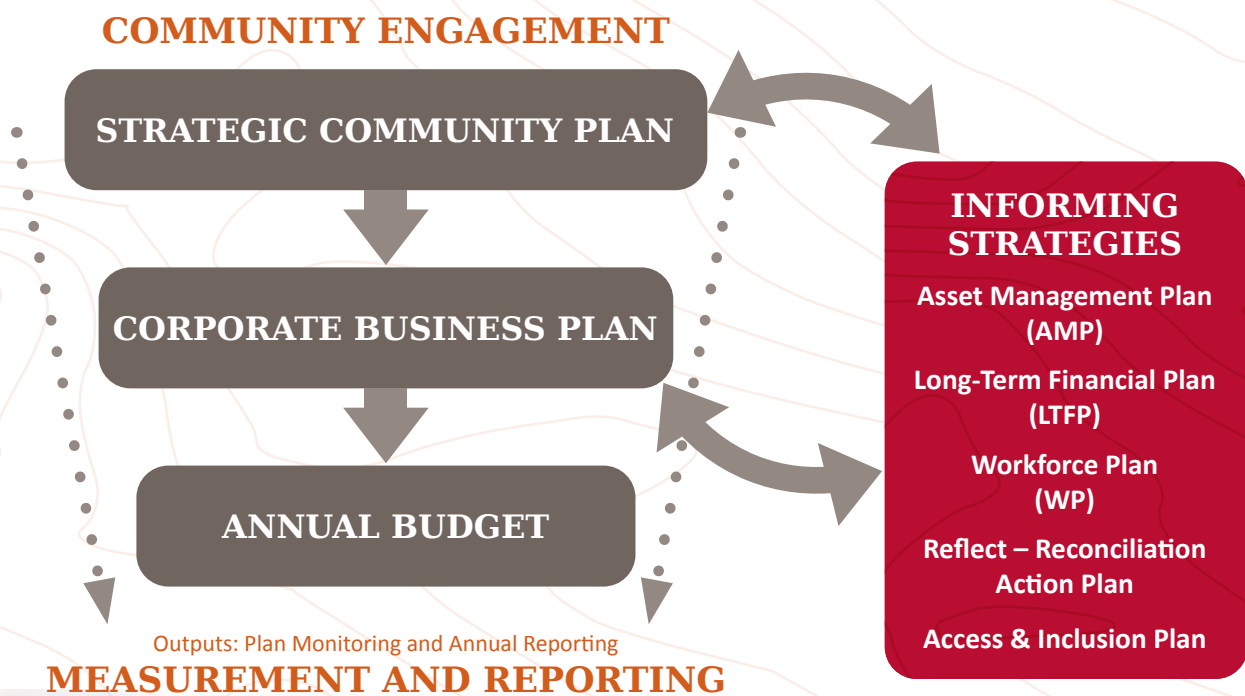 COMMUNITY ENGAGEMENT
STRATEGIC COMMUNITY PLAN
CORPORATE BUSINESS PLAN
ANNUAL BUDGET
Outputs: Plan Monitoring and Annual Reporting
MEASUREMENT AND REPORTING
INFORMING
STRATEGIES
Asset Management Plan
(AMP)
Long-Term Financial Plan
(LTFP)
Workforce Plan
(WP)
Reflect – Reconciliation
Action Plan
Access & Inclusion Plan